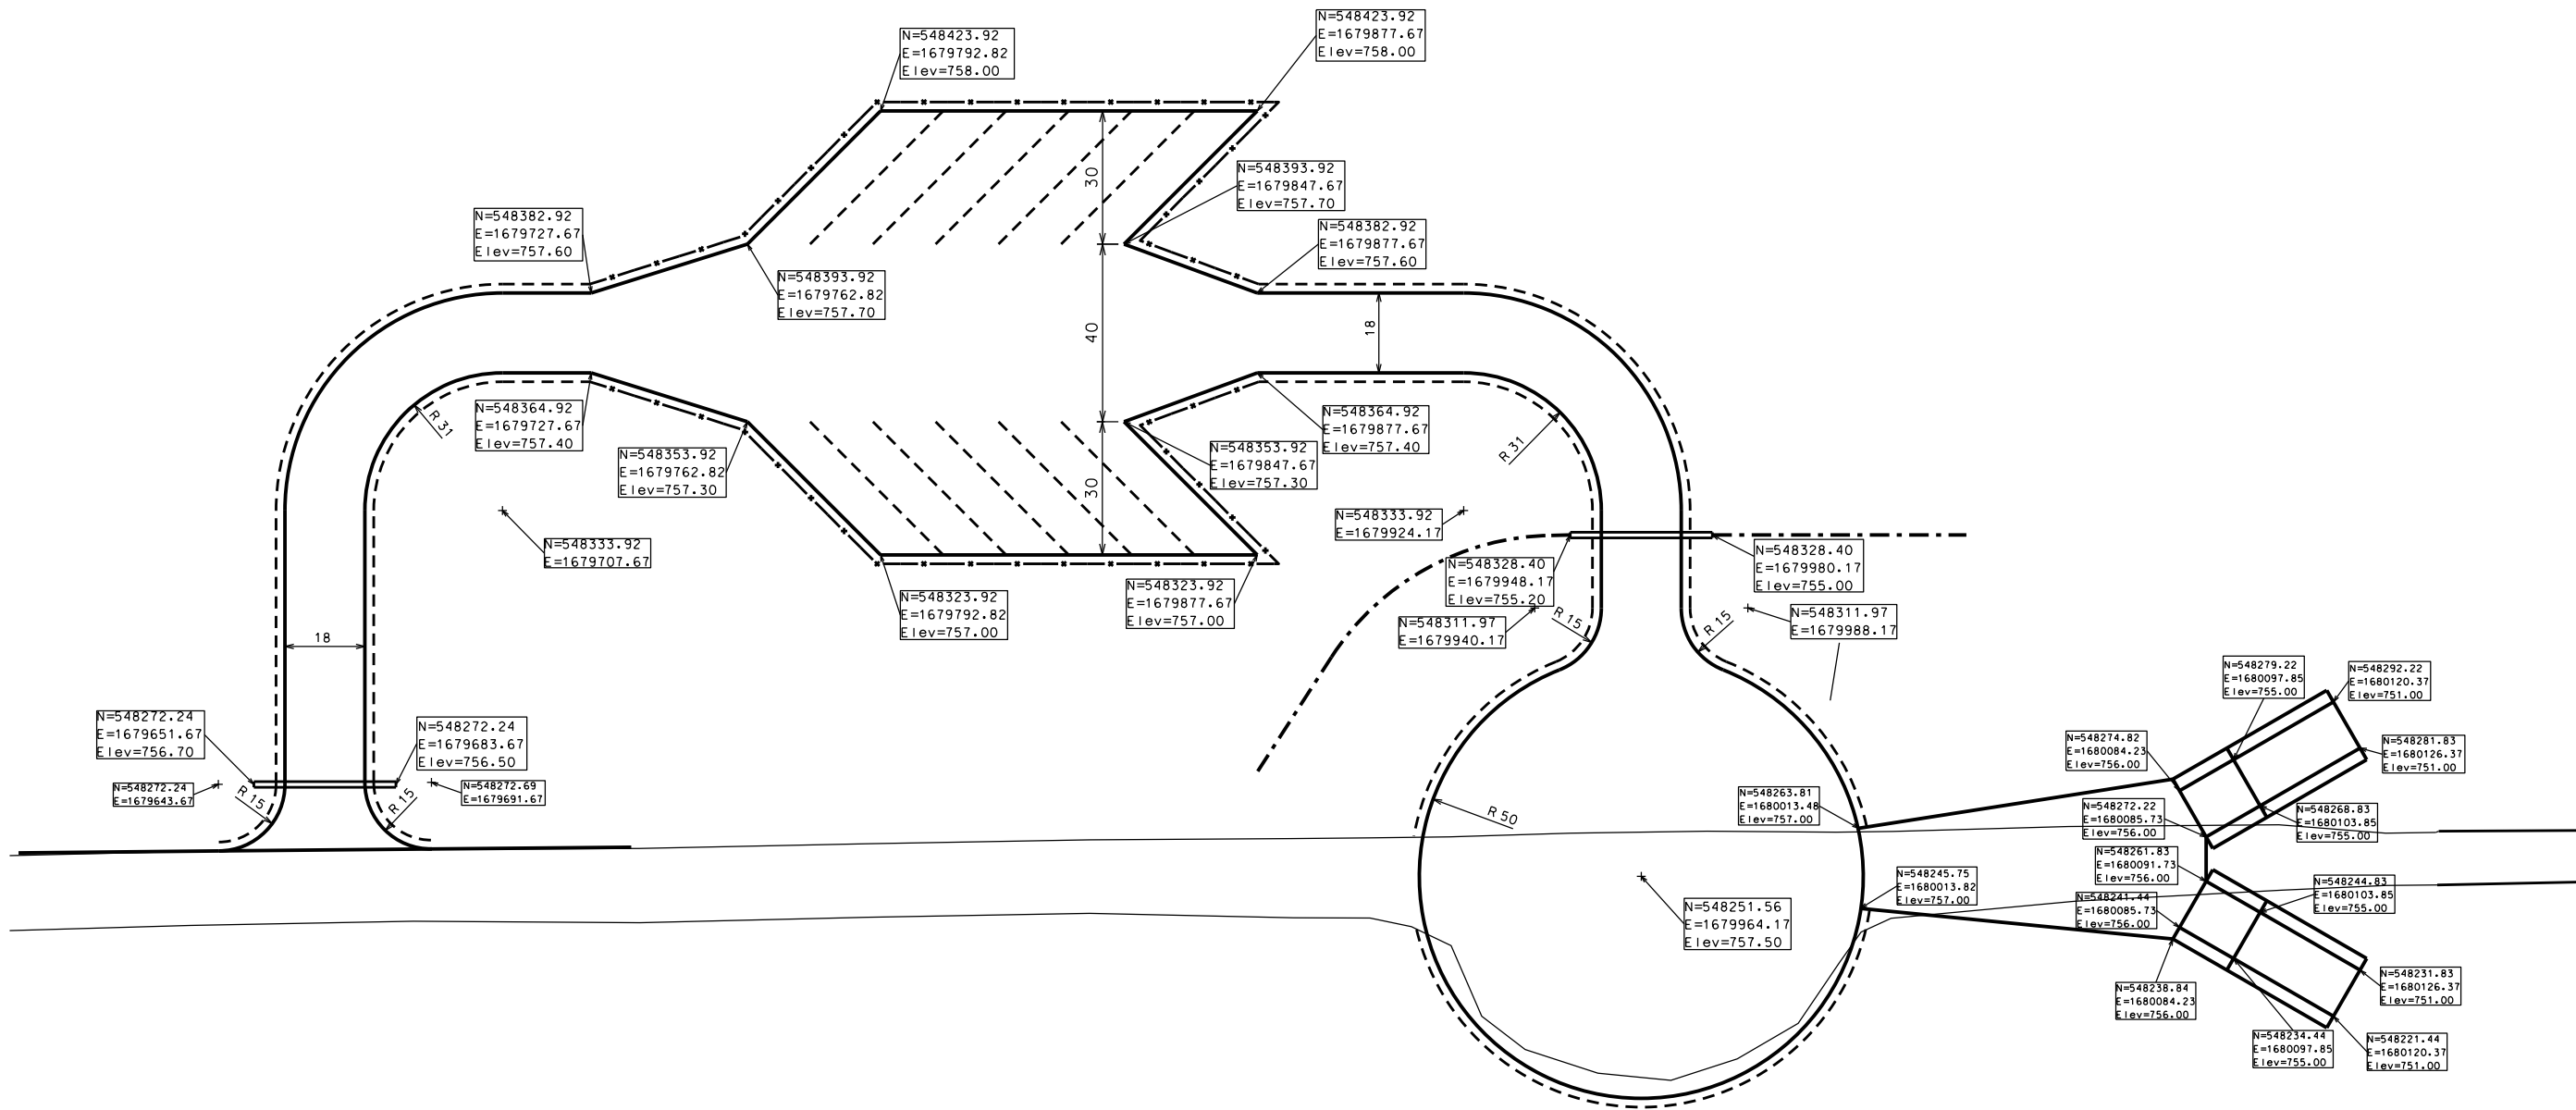 N=548423.92
E=1679792.82
Elev=758.00
N=548423.92
E=1679877.67
Elev=758.00
N=548393.92
E=1679847.67
Elev=757.70
30
N=548382.92
E=1679727.67
Elev=757.60
N=548382.92
E=1679877.67
Elev=757.60
N=548393.92
E=1679762.82
Elev=757.70
40
18
N=548364.92
E=1679727.67
Elev=757.40
R 31
N=548364.92
E=1679877.67
Elev=757.40
R 31
N=548353.92
E=1679762.82
Elev=757.30
N=548353.92
E=1679847.67
Elev=757.30
30
N=548333.92
E=1679924.17
N=548333.92
E=1679707.67
N=548328.40
E=1679948.17
Elev=755.20
N=548328.40
E=1679980.17
Elev=755.00
N=548323.92
E=1679792.82
Elev=757.00
N=548323.92
E=1679877.67
Elev=757.00
N=548311.97
E=1679940.17
R 15
R 15
N=548311.97
E=1679988.17
18
N=548272.24
E=1679651.67
Elev=756.70
N=548272.24
E=1679683.67
Elev=756.50
N=548272.24
E=1679643.67
R 15
R 15
N=548272.69
E=1679691.67
R 50
N=548263.81
E=1680013.48
Elev=757.00
N=548245.75
E=1680013.82
Elev=757.00
N=548251.56
E=1679964.17
Elev=757.50
N=548279.22
E=1680097.85
Elev=755.00
N=548292.22
E=1680120.37
Elev=751.00
N=548274.82
E=1680084.23
Elev=756.00
N=548281.83
E=1680126.37
Elev=751.00
N=548272.22
E=1680085.73
Elev=756.00
N=548268.83
E=1680103.85
Elev=755.00
N=548261.83
E=1680091.73
Elev=756.00
N=548244.83
E=1680103.85
Elev=755.00
N=548241.44
E=1680085.73
Elev=756.00
N=548231.83
E=1680126.37
Elev=751.00
N=548238.84
E=1680084.23
Elev=756.00
N=548234.44
E=1680097.85
Elev=755.00
N=548221.44
E=1680120.37
Elev=751.00